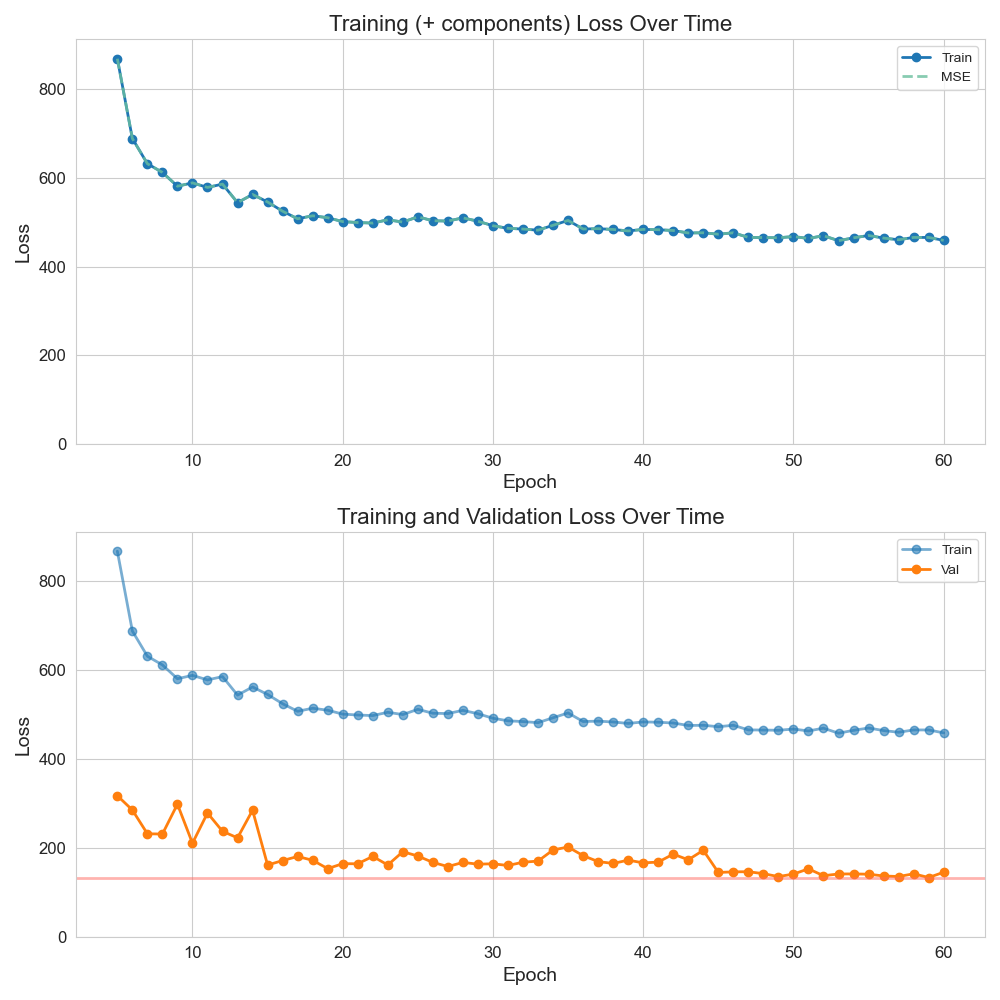 Training (+ components) Loss Over Time
Train
MSE
800
600
400
200
0
Loss
10 20 30 40 50 60
Epoch
Training and Validation Loss Over Time
Train
Val
800
600
400
200
0
Loss
10 20 30 40 50 60
Epoch